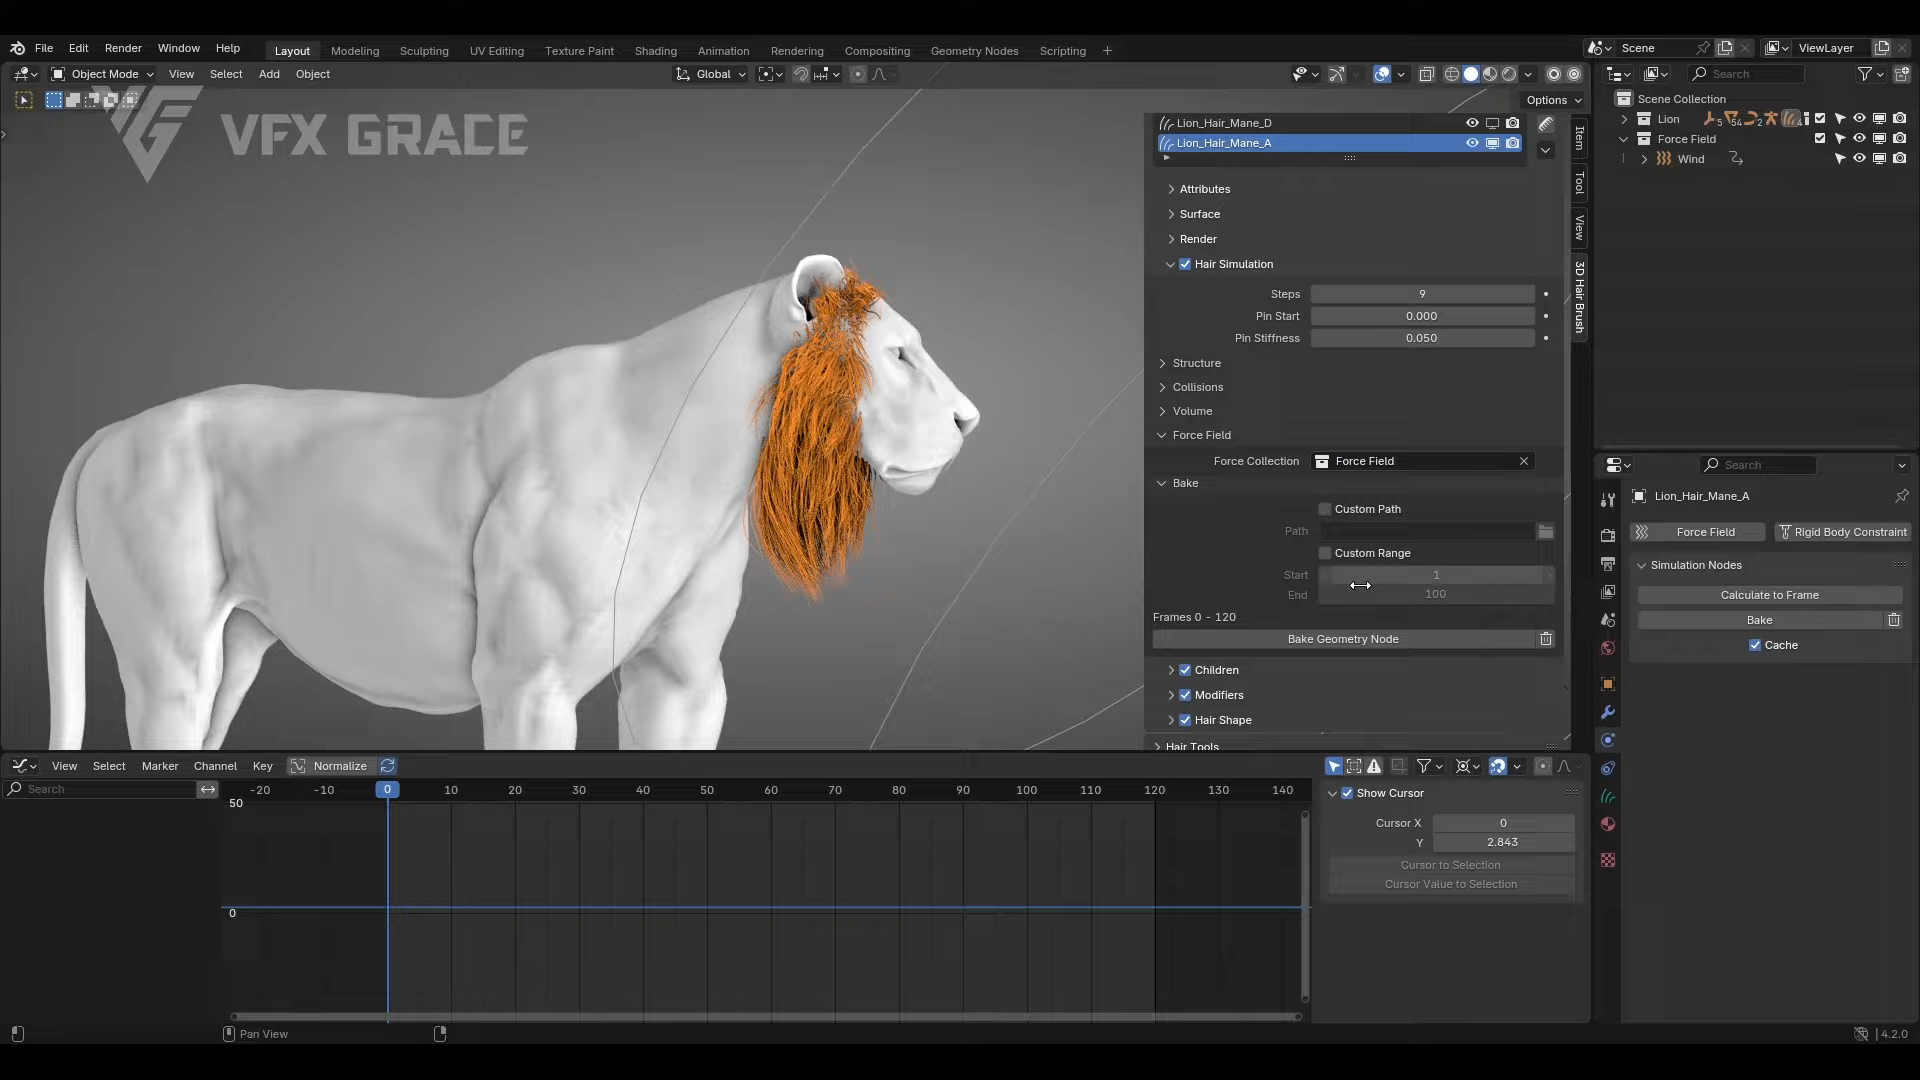 File Edit Render Window Help Layout Modeling Sculpting UV Editing Texture Paint Shading Animation Rendering Compositing Geometry Nodes Scripting + Scene ViewLayer
Object Mode View Select Add Object Global Search
Options
VG VFX GRACE
Scene Collection
Lion 5 54 2 4
Force Field
Wind
Lion_Hair_Mane_D
Lion_Hair_Mane_A
Attributes
Surface
Render
Hair Simulation
Steps 9
Pin Start 0.000
Pin Stiffness 0.050
Structure
Collisions
Volume
Force Field
Force Collection Force Field
Bake
Custom Path
Path
Custom Range
Start 1
End 100
Frames 0 - 120
Bake Geometry Node
Children
Modifiers
Hair Shape
Hair Tools
Item
Tool
View
3D Hair Brush
Search
Lion_Hair_Mane_A
Force Field Rigid Body Constraint
Simulation Nodes
Calculate to Frame
Bake
Cache
View Select Marker Channel Key Normalize
Search -20 -10 0 10 20 30 40 50 60 70 80 90 100 110 120 130 140
50
0
Show Cursor
Cursor X 0
Y 2.843
Cursor to Selection
Cursor Value to Selection
Pan View 4.2.0